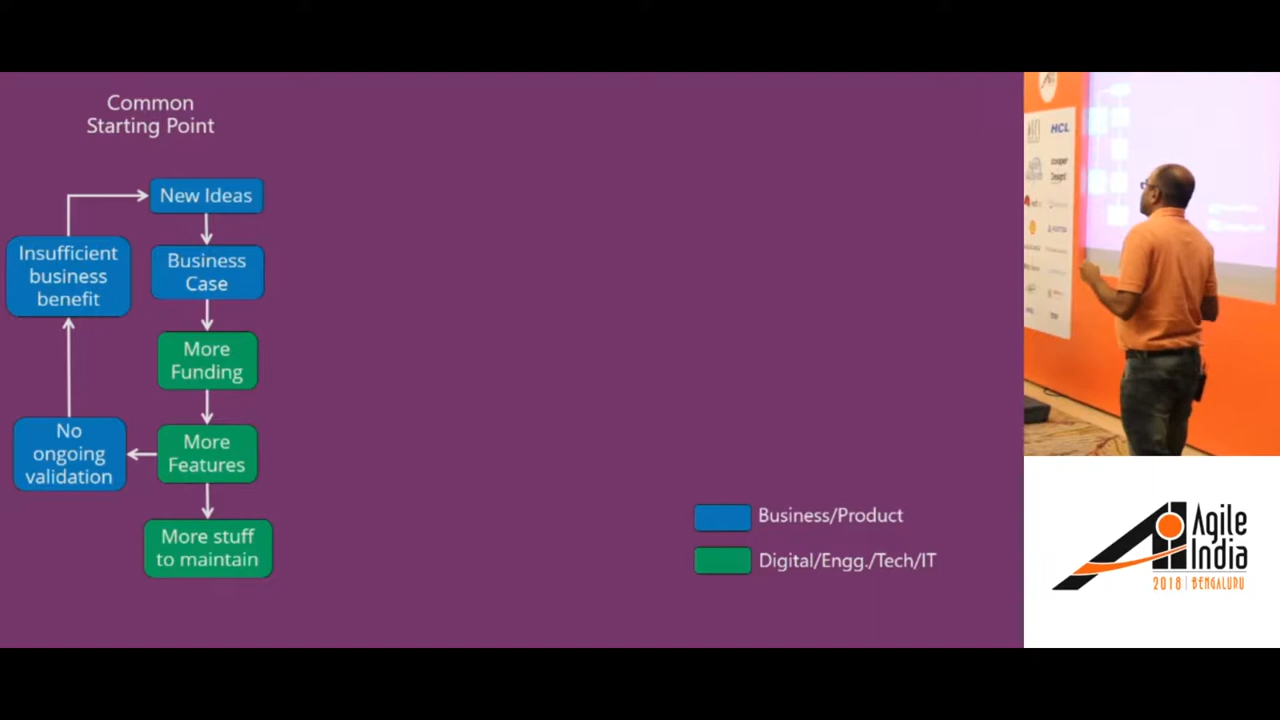 Common
Starting Point
New Ideas
Business
Case
More
Funding
More
Features
More stuff
to maintain
No
ongoing
validation
Insufficient
business
benefit
Business/Product
Digital/Engg./Tech/IT
HCL
Agile
India
2018 | BENGALURU